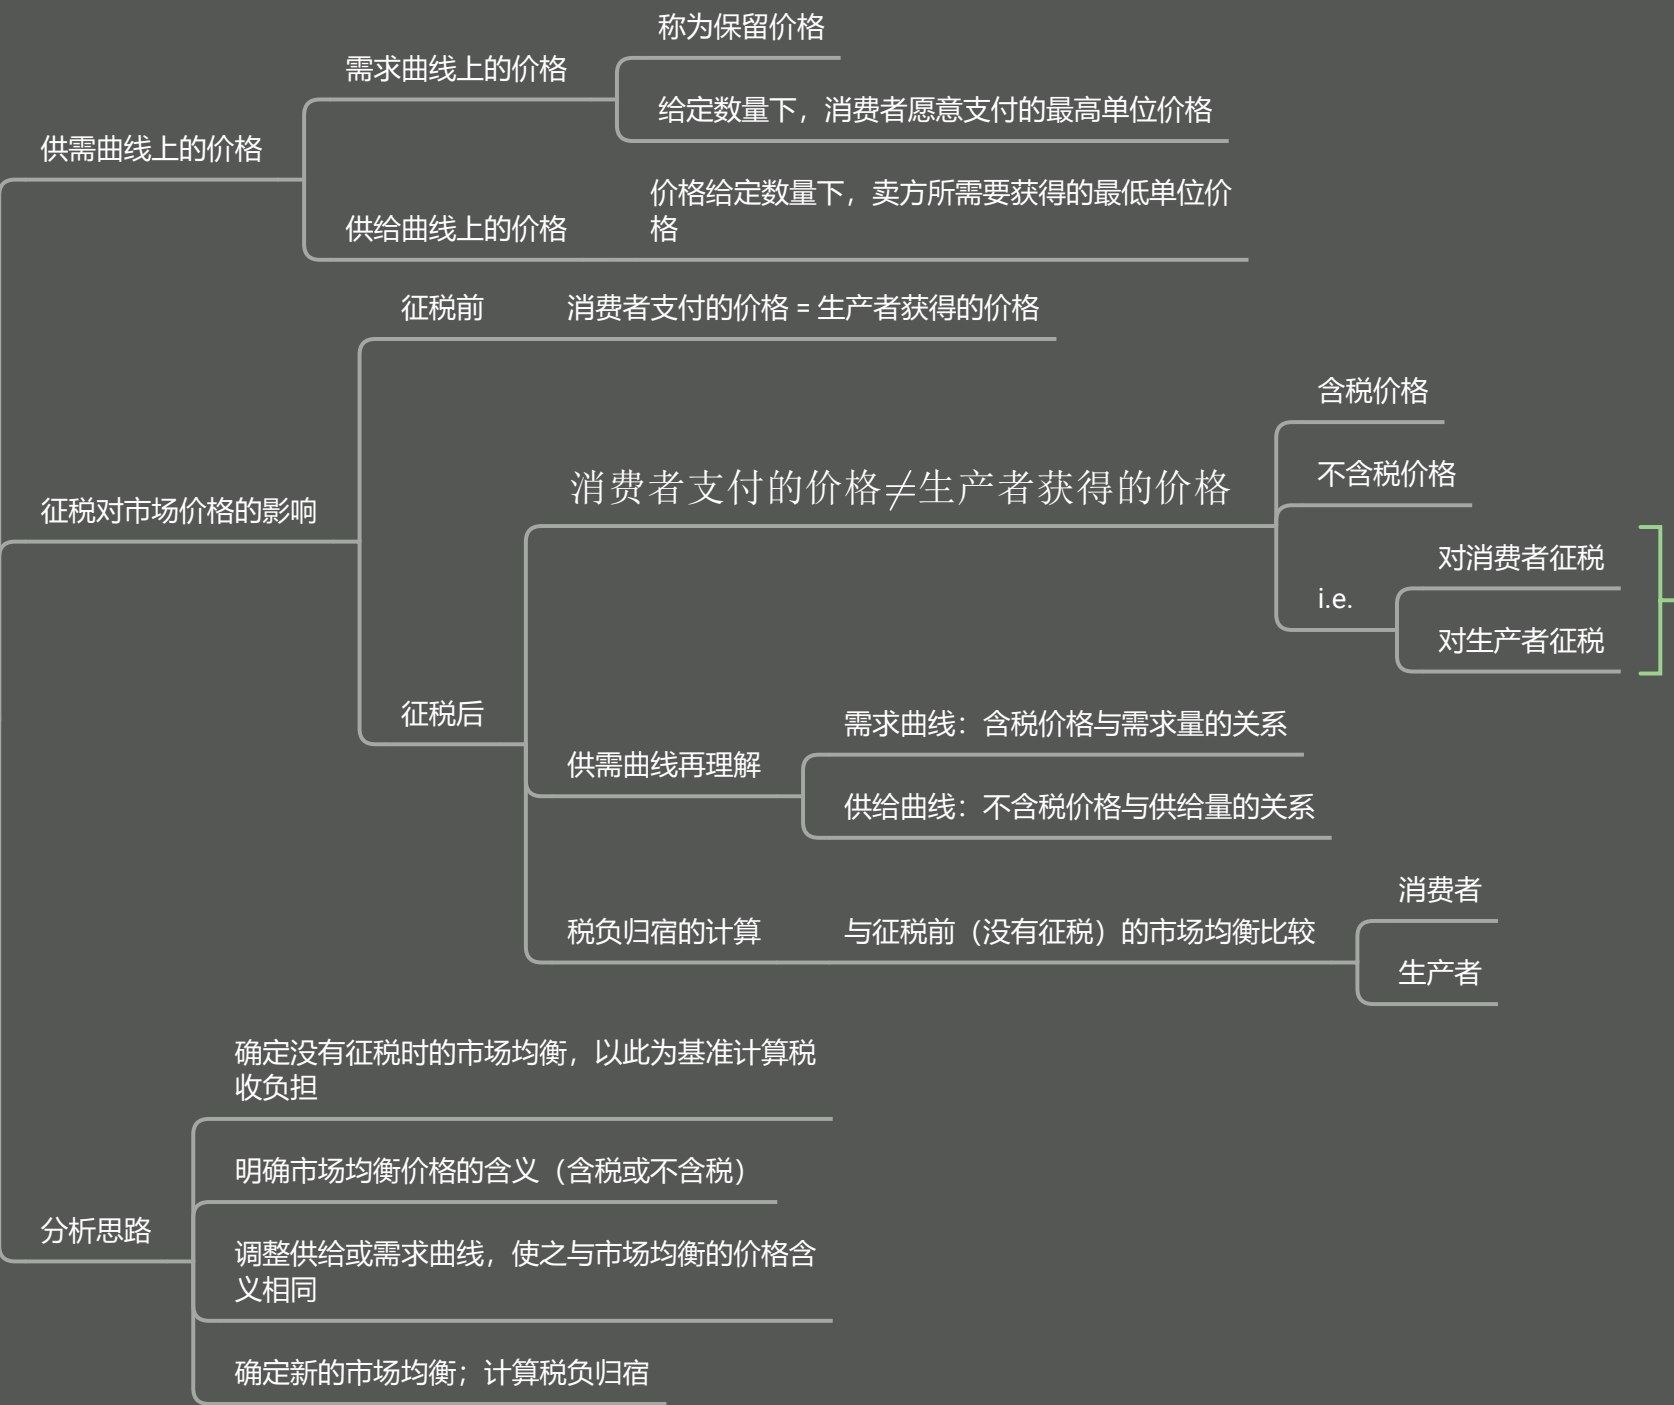 供需曲线上的价格
需求曲线上的价格
称为保留价格
给定数量下，消费者愿意支付的最高单位价格
供给曲线上的价格
价格给定数量下，卖方所需要获得的最低单位价
格
征税对市场价格的影响
征税前
消费者支付的价格 = 生产者获得的价格
征税后
消费者支付的价格≠生产者获得的价格
含税价格
不含税价格
i.e.
对消费者征税
对生产者征税
供需曲线再理解
需求曲线：含税价格与需求量的关系
供给曲线：不含税价格与供给量的关系
税负归宿的计算
与征税前（没有征税）的市场均衡比较
消费者
生产者
分析思路
确定没有征税时的市场均衡，以此为基准计算税
收负担
明确市场均衡价格的含义（含税或不含税）
调整供给或需求曲线，使之与市场均衡的价格含
义相同
确定新的市场均衡；计算税负归宿